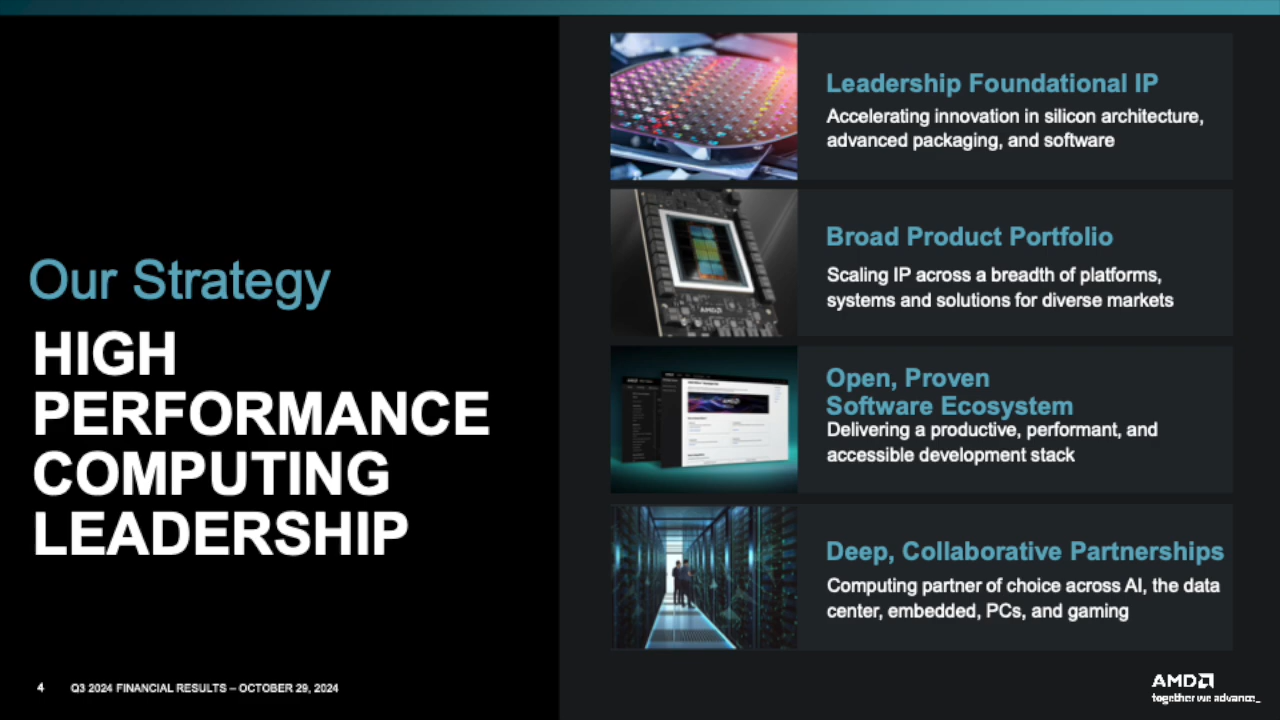 Our Strategy
HIGH
PERFORMANCE
COMPUTING
LEADERSHIP
Leadership Foundational IP
Accelerating innovation in silicon architecture,
advanced packaging, and software
Broad Product Portfolio
Scaling IP across a breadth of platforms,
systems and solutions for diverse markets
AMD
Open, Proven
Software Ecosystem
Delivering a productive, performant, and
accessible development stack
AMD
Deep, Collaborative Partnerships
Computing partner of choice across AI, the data
center, embedded, PCs, and gaming
4 Q3 2024 FINANCIAL RESULTS – OCTOBER 29, 2024
AMD
together we advance_